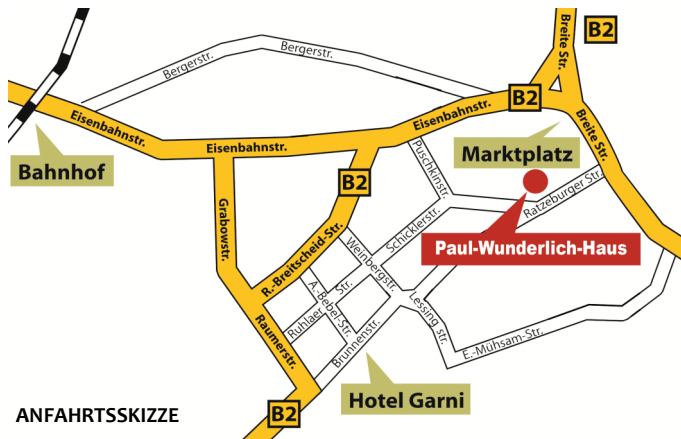 Breite Str.
B2
Bergerstr.
Bergerstr.
Eisenbahnstr.
Eisenbahnstr.
Eisenbahnstr.
B2
Breite Str.
Bahnhof
Marktplatz
Puschkinstr.
B2
Grabowstr.
Ratzeburger Str.
Schicklerstr.
Paul-Wunderlich-Haus
R.-Breitscheid-Str.
Weinbergstr.
A.-Bebel-Str.
Ruhlaer Str.
Lessing str.
Raumerstr.
Brunnenstr.
E.-Mühsam-Str.
Hotel Garni
B2
ANFAHRTSSKIZZE